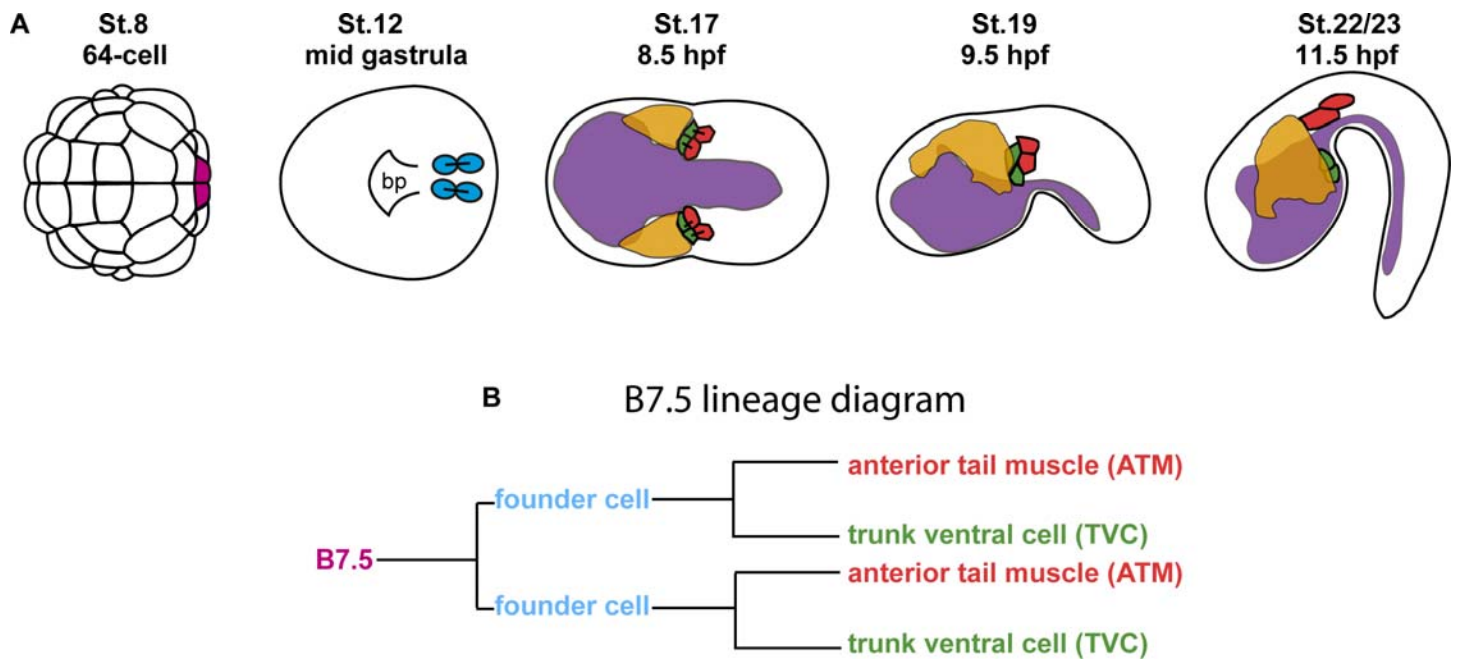 A
St.8
64-cell
St.12
mid gastrula
St.17
8.5 hpf
St.19
9.5 hpf
St.22/23
11.5 hpf
bp
B
B7.5 lineage diagram
anterior tail muscle (ATM)
founder cell
trunk ventral cell (TVC)
B7.5
anterior tail muscle (ATM)
founder cell
trunk ventral cell (TVC)